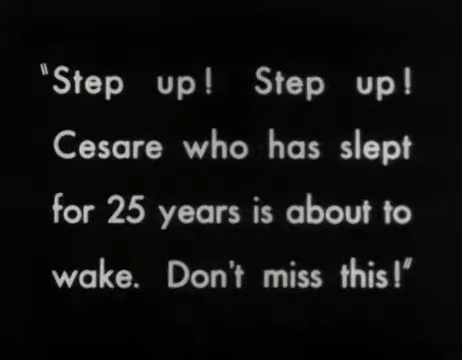 "Step up! Step up!
Cesare who has slept
for 25 years is about to
wake. Don't miss this!"